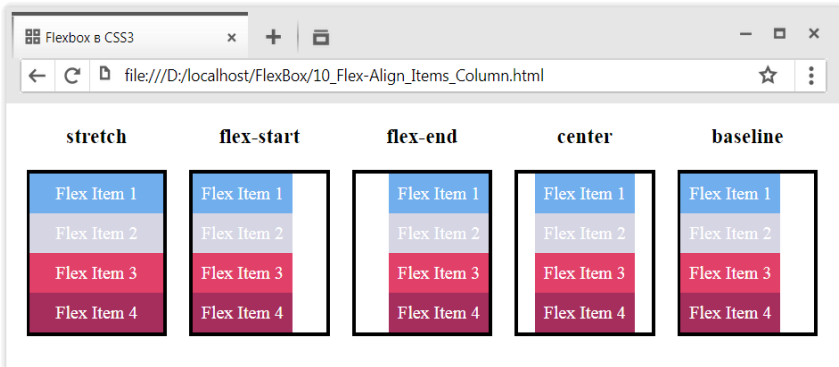 Flexbox в CSS3
file:///D:/localhost/FlexBox/10_Flex-Align_Items_Column.html
stretch flex-start flex-end center baseline
Flex Item 1 Flex Item 1 Flex Item 1 Flex Item 1 Flex Item 1
Flex Item 2 Flex Item 2 Flex Item 2 Flex Item 2 Flex Item 2
Flex Item 3 Flex Item 3 Flex Item 3 Flex Item 3 Flex Item 3
Flex Item 4 Flex Item 4 Flex Item 4 Flex Item 4 Flex Item 4